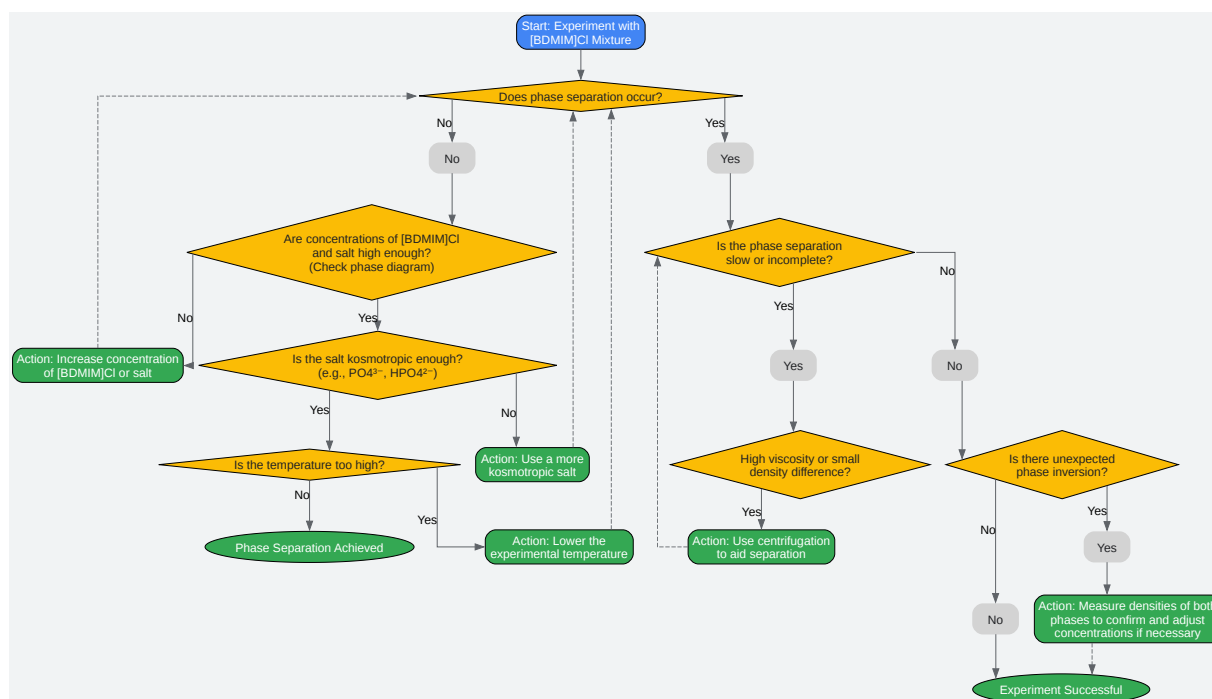 Start: Experiment with
[BDMIM]Cl Mixture
Does phase separation occur?
No
Yes
No
Yes
Are concentrations of [BDMIM]Cl
and salt high enough?
(Check phase diagram)
Is the phase separation
slow or incomplete?
No
Yes
Yes
No
Action: Increase concentration
of [BDMIM]Cl or salt
Is the salt kosmotropic enough?
(e.g., PO4³⁻, HPO4²⁻)
Yes
No
Yes
No
Is the temperature too high?
Action: Use a more
kosmotropic salt
High viscosity or small
density difference?
Is there unexpected
phase inversion?
No
Yes
Yes
No
Yes
Phase Separation Achieved
Action: Lower the
experimental temperature
Action: Use centrifugation
to aid separation
Yes
No
Action: Measure densities of both
phases to confirm and adjust
concentrations if necessary
Experiment Successful